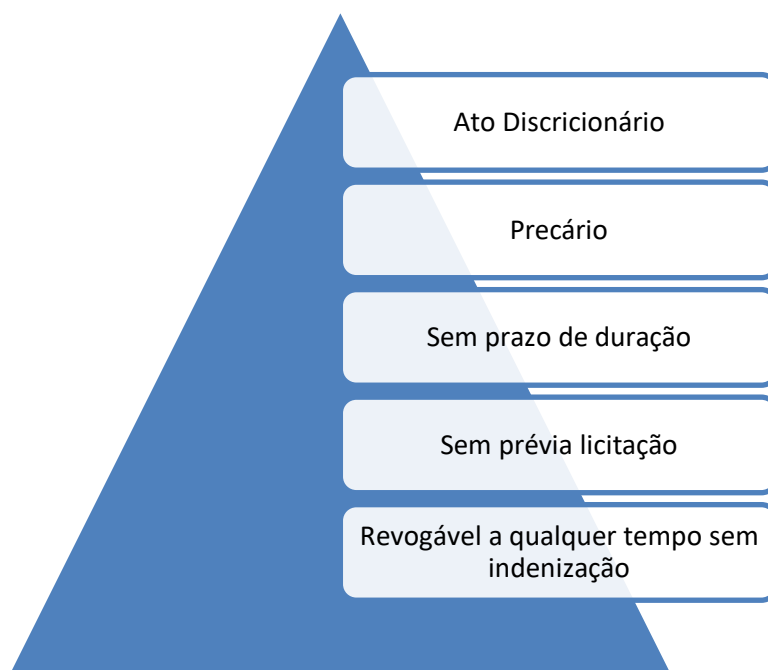 Ato Discricionário
Precário
Sem prazo de duração
Sem prévia licitação
Revogável a qualquer tempo sem
indenização